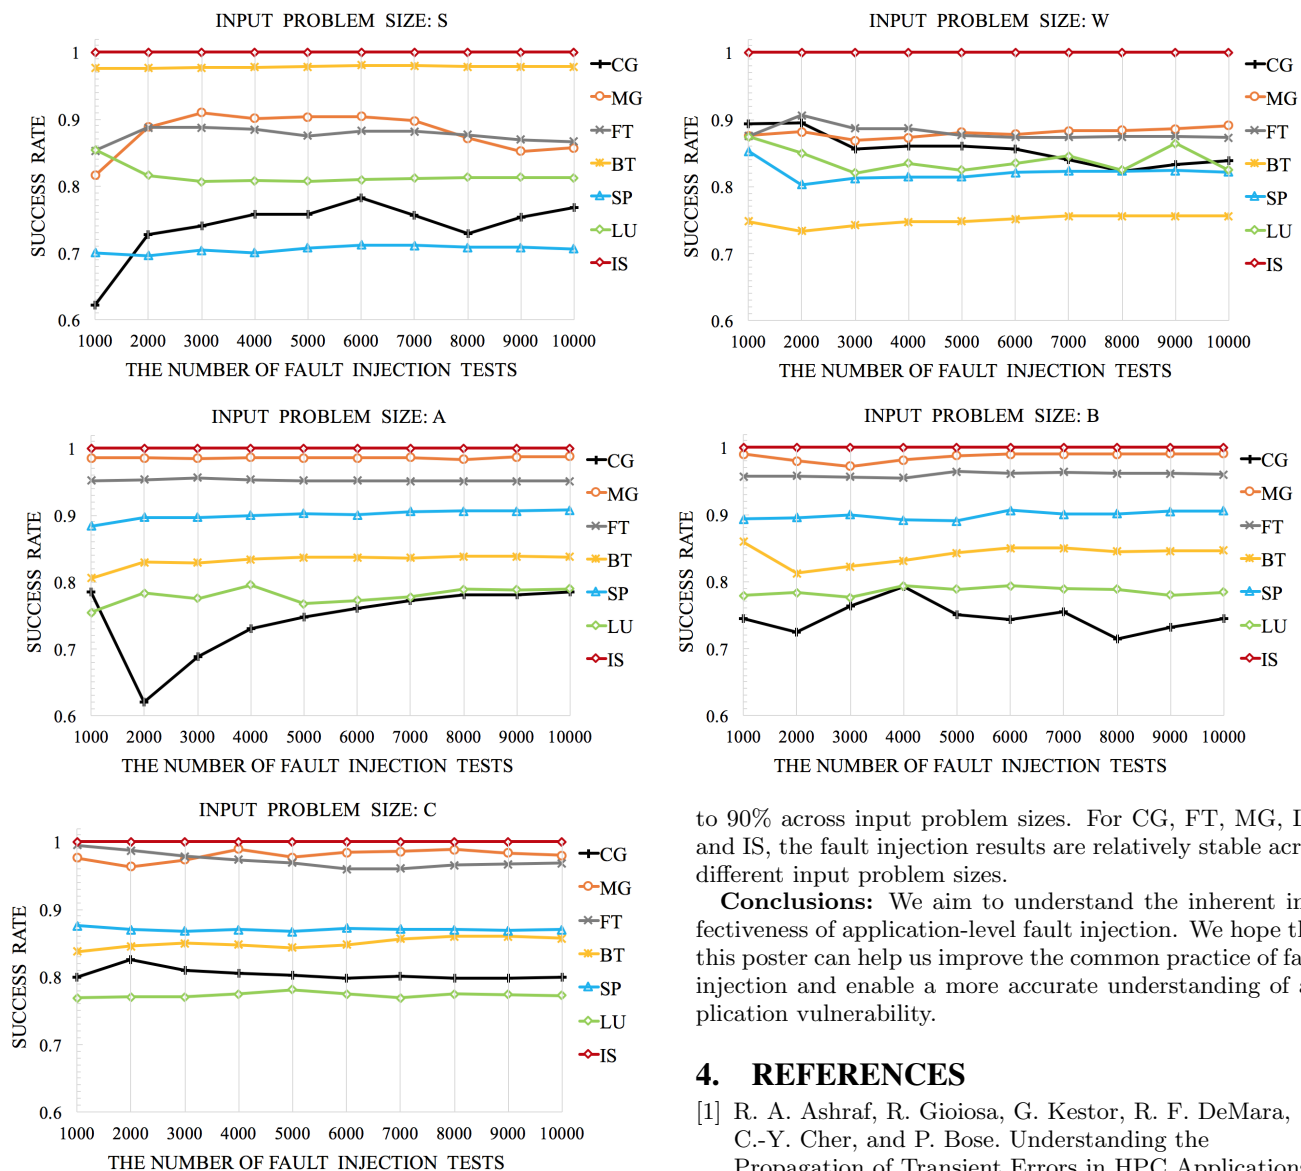 INPUT PROBLEM SIZE: S
SUCCESS RATE
1
0.9
0.8
0.7
0.6
1000 2000 3000 4000 5000 6000 7000 8000 9000 10000
THE NUMBER OF FAULT INJECTION TESTS
CG
MG
FT
BT
SP
LU
IS
INPUT PROBLEM SIZE: W
SUCCESS RATE
1
0.9
0.8
0.7
0.6
1000 2000 3000 4000 5000 6000 7000 8000 9000 10000
THE NUMBER OF FAULT INJECTION TESTS
CG
MG
FT
BT
SP
LU
IS
INPUT PROBLEM SIZE: A
SUCCESS RATE
1
0.9
0.8
0.7
0.6
1000 2000 3000 4000 5000 6000 7000 8000 9000 10000
THE NUMBER OF FAULT INJECTION TESTS
CG
MG
FT
BT
SP
LU
IS
INPUT PROBLEM SIZE: B
SUCCESS RATE
1
0.9
0.8
0.7
0.6
1000 2000 3000 4000 5000 6000 7000 8000 9000 10000
THE NUMBER OF FAULT INJECTION TESTS
CG
MG
FT
BT
SP
LU
IS
INPUT PROBLEM SIZE: C
SUCCESS RATE
1
0.9
0.8
0.7
0.6
1000 2000 3000 4000 5000 6000 7000 8000 9000 10000
THE NUMBER OF FAULT INJECTION TESTS
CG
MG
FT
BT
SP
LU
IS
to 90% across input problem sizes. For CG, FT, MG, L
and IS, the fault injection results are relatively stable acr
different input problem sizes.
Conclusions: We aim to understand the inherent in
fectiveness of application-level fault injection. We hope th
this poster can help us improve the common practice of fa
injection and enable a more accurate understanding of a
plication vulnerability.
4. REFERENCES
[1] R. A. Ashraf, R. Gioiosa, G. Kestor, R. F. DeMara,
C.-Y. Cher, and P. Bose. Understanding the
Propagation of Transient Errors in HPC Application